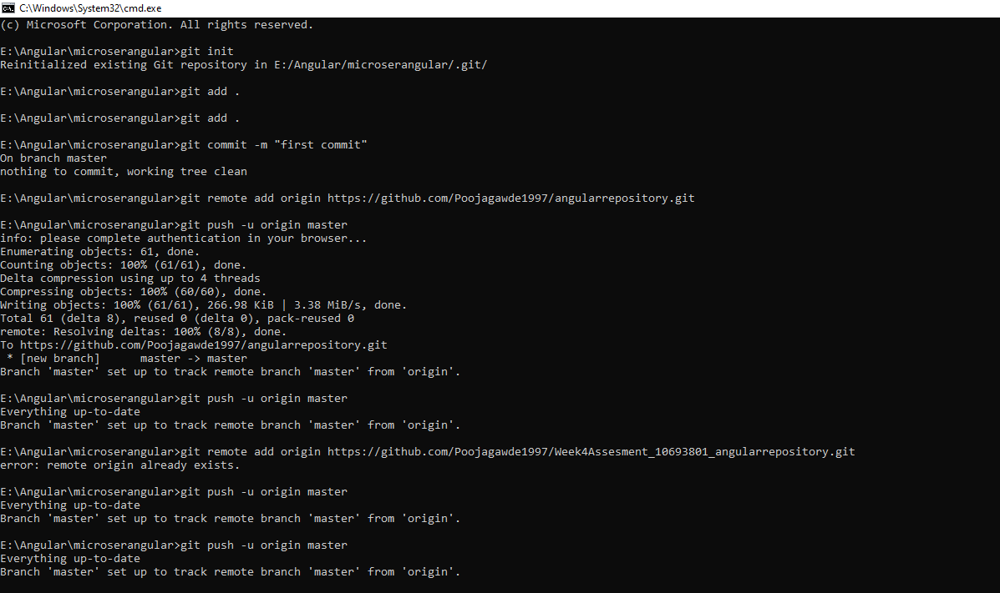 C:\Windows\System32\cmd.exe
(c) Microsoft Corporation. All rights reserved.
E:\Angular\microserangular>git init
Reinitialized existing Git repository in E:/Angular/microserangular/.git/
E:\Angular\microserangular>git add .
E:\Angular\microserangular>git add .
E:\Angular\microserangular>git commit -m "first commit"
On branch master
nothing to commit, working tree clean
E:\Angular\microserangular>git remote add origin https://github.com/Poojagawde1997/angularrepository.git
E:\Angular\microserangular>git push -u origin master
info: please complete authentication in your browser...
Enumerating objects: 61, done.
Counting objects: 100% (61/61), done.
Delta compression using up to 4 threads
Compressing objects: 100% (60/60), done.
Writing objects: 100% (61/61), 266.98 KiB | 3.38 MiB/s, done.
Total 61 (delta 8), reused 0 (delta 0), pack-reused 0
remote: Resolving deltas: 100% (8/8), done.
To https://github.com/Poojagawde1997/angularrepository.git
 * [new branch]      master -> master
Branch 'master' set up to track remote branch 'master' from 'origin'.
E:\Angular\microserangular>git push -u origin master
Everything up-to-date
Branch 'master' set up to track remote branch 'master' from 'origin'.
E:\Angular\microserangular>git remote add origin https://github.com/Poojagawde1997/Week4Assesment_10693801_angularrepository.git
error: remote origin already exists.
E:\Angular\microserangular>git push -u origin master
Everything up-to-date
Branch 'master' set up to track remote branch 'master' from 'origin'.
E:\Angular\microserangular>git push -u origin master
Everything up-to-date
Branch 'master' set up to track remote branch 'master' from 'origin'.